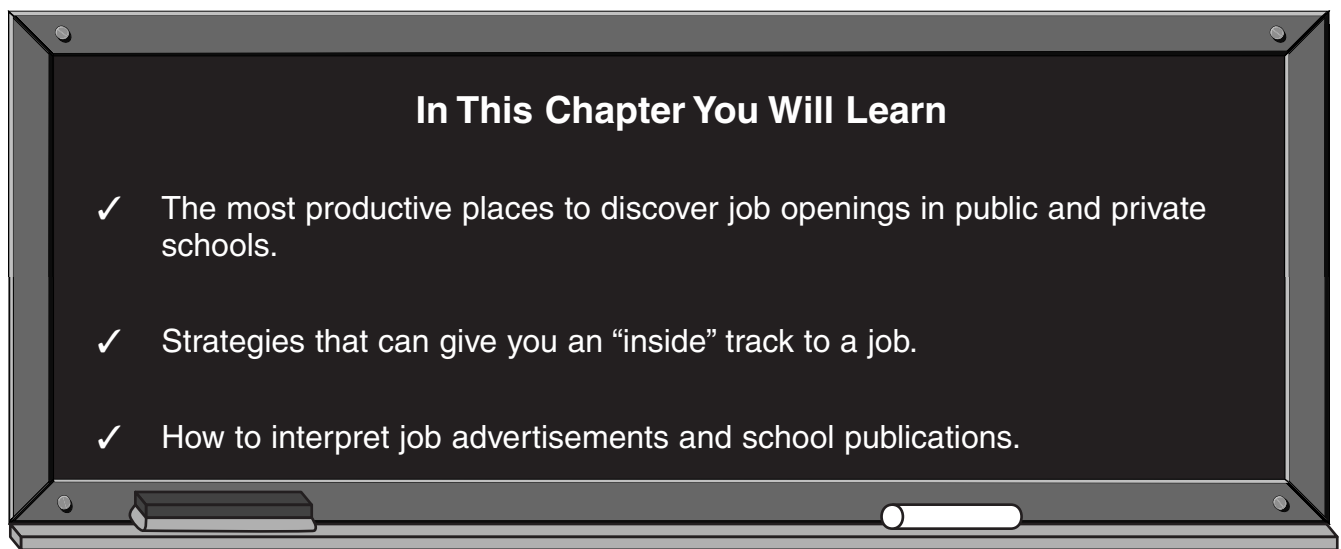 In This Chapter You Will Learn
✓ The most productive places to discover job openings in public and private
schools.
✓ Strategies that can give you an “inside” track to a job.
✓ How to interpret job advertisements and school publications.